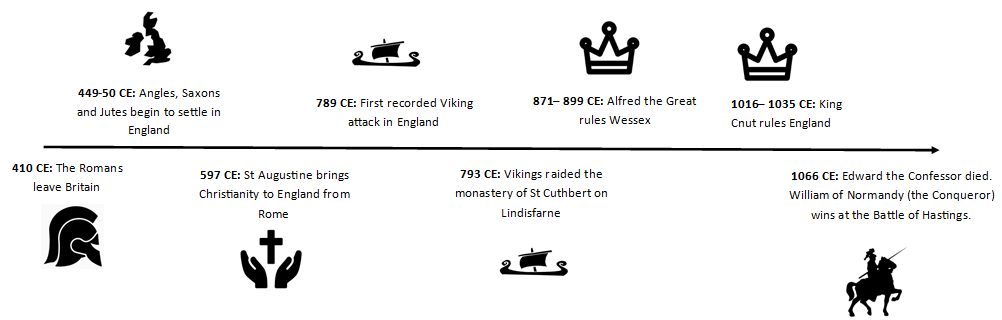 449-50 CE: Angles, Saxons
and Jutes begin to settle in
England
789 CE: First recorded Viking
attack in England
871– 899 CE: Alfred the Great
rules Wessex
1016– 1035 CE: King
Cnut rules England
410 CE: The Romans
leave Britain
597 CE: St Augustine brings
Christianity to England from
Rome
793 CE: Vikings raided the
monastery of St Cuthbert on
Lindisfarne
1066 CE: Edward the Confessor died.
William of Normandy (the Conqueror)
wins at the Battle of Hastings.